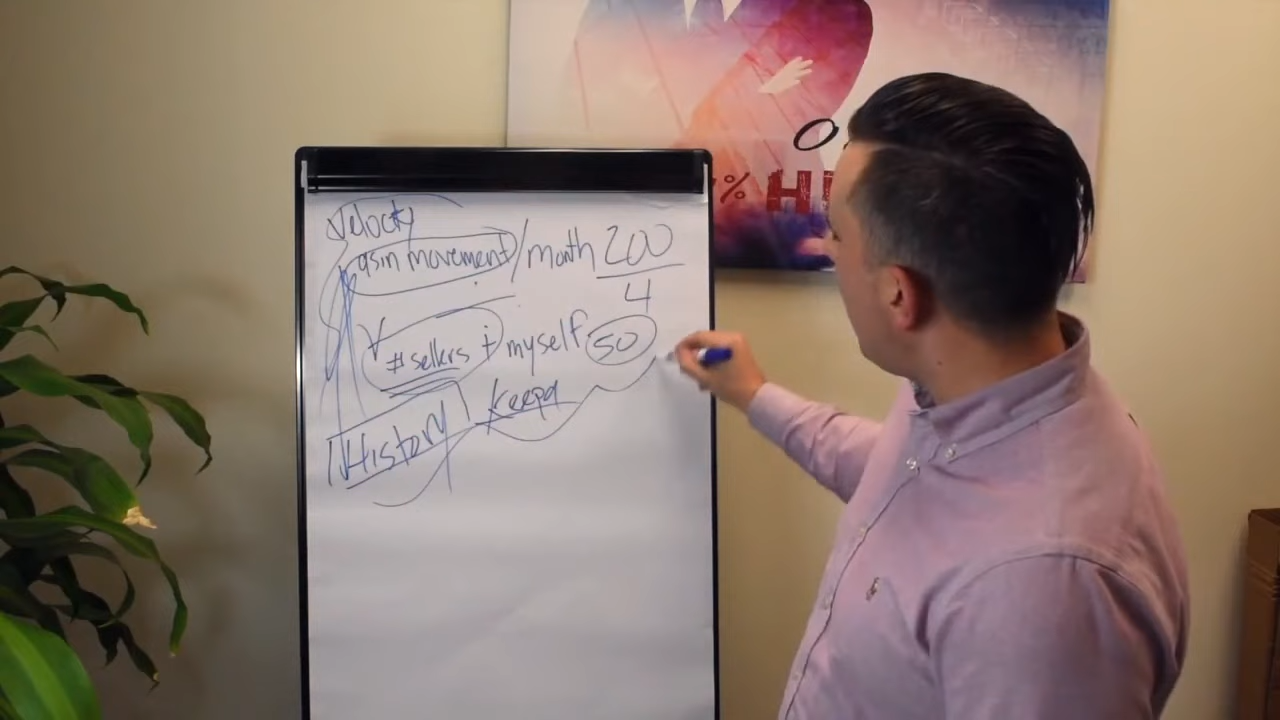 Velocity
asin movement / month 200
4
# sellers + myself 50
History Keepa
O
% H